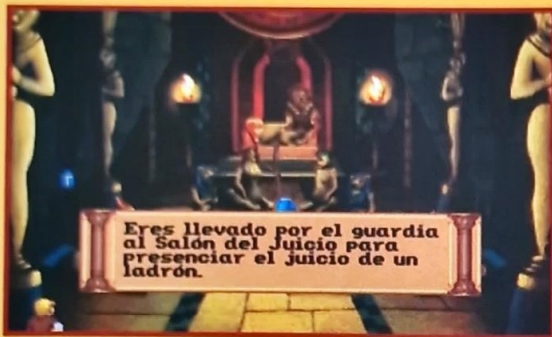 Eres llevado por el guardia
al Salón del Juicio para
presenciar el juicio de un
ladrón.